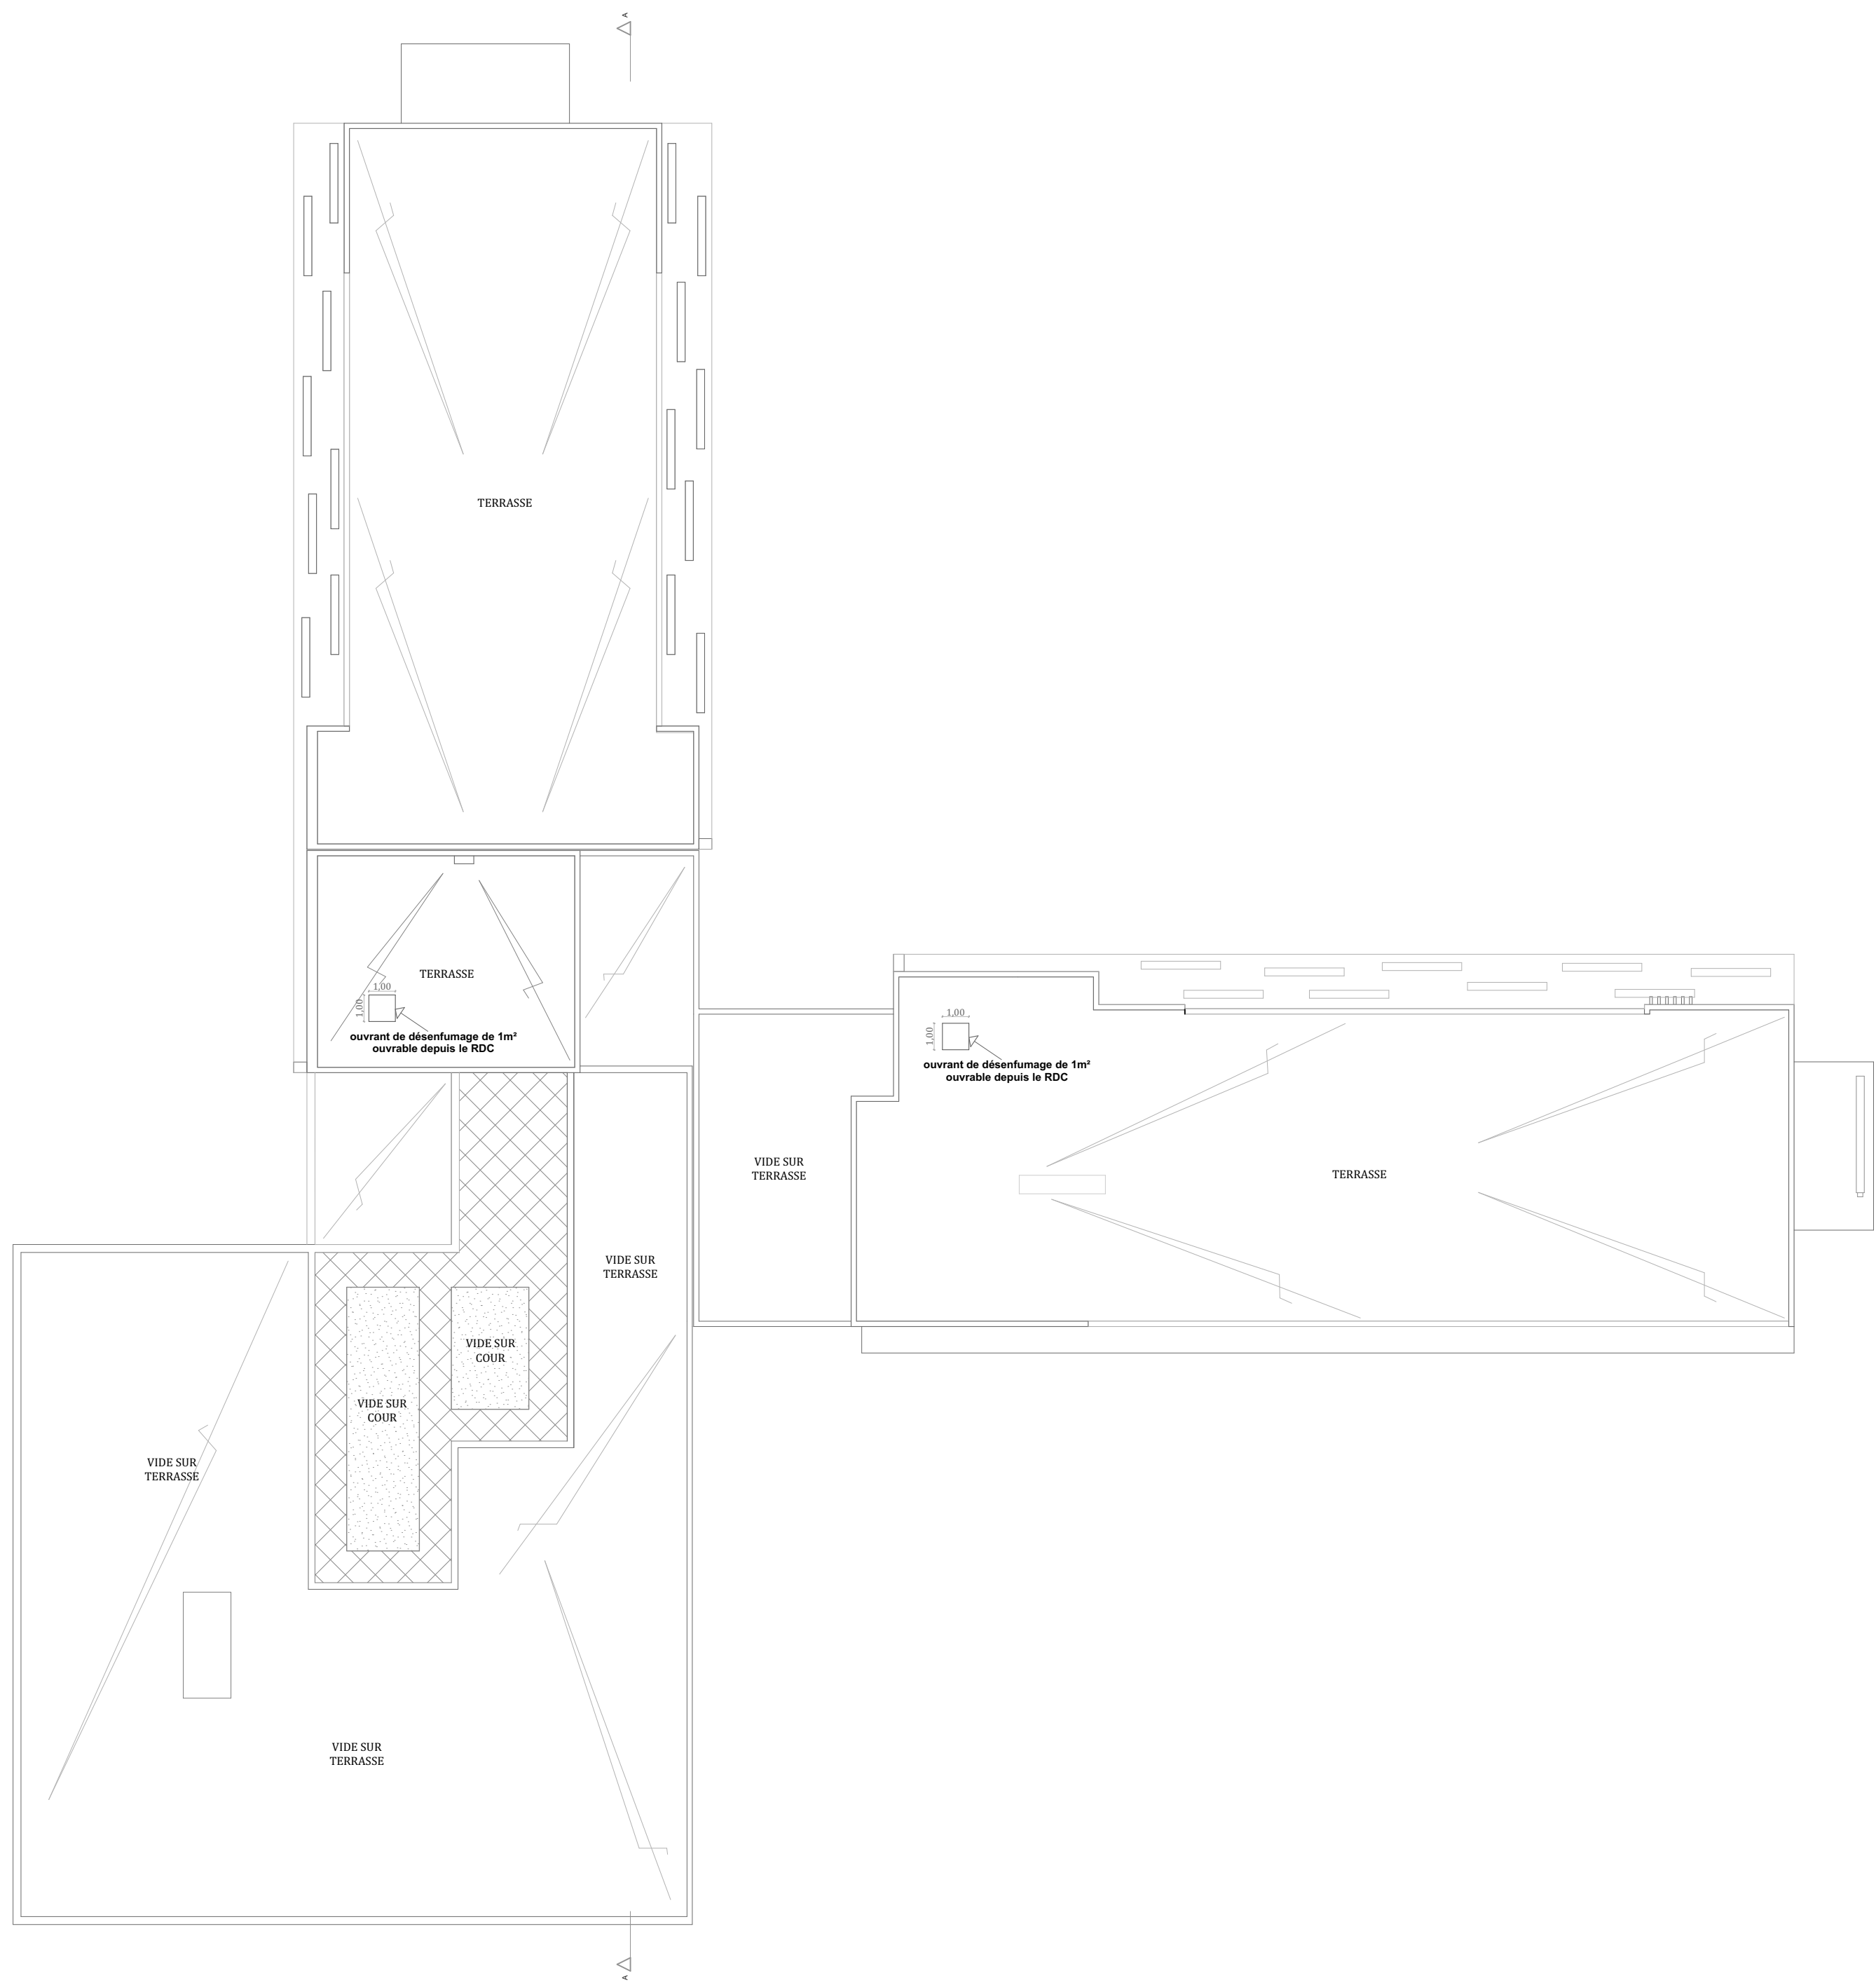 A
TERRASSE
TERRASSE
1,00
1,00
ouvrant de désenfumage de 1m²
ouvrable depuis le RDC
1,00
1,00
ouvrant de désenfumage de 1m²
ouvrable depuis le RDC
VIDE SUR
TERRASSE
TERRASSE
VIDE SUR
TERRASSE
VIDE SUR
COUR
VIDE SUR
COUR
VIDE SUR
TERRASSE
VIDE SUR
TERRASSE
A